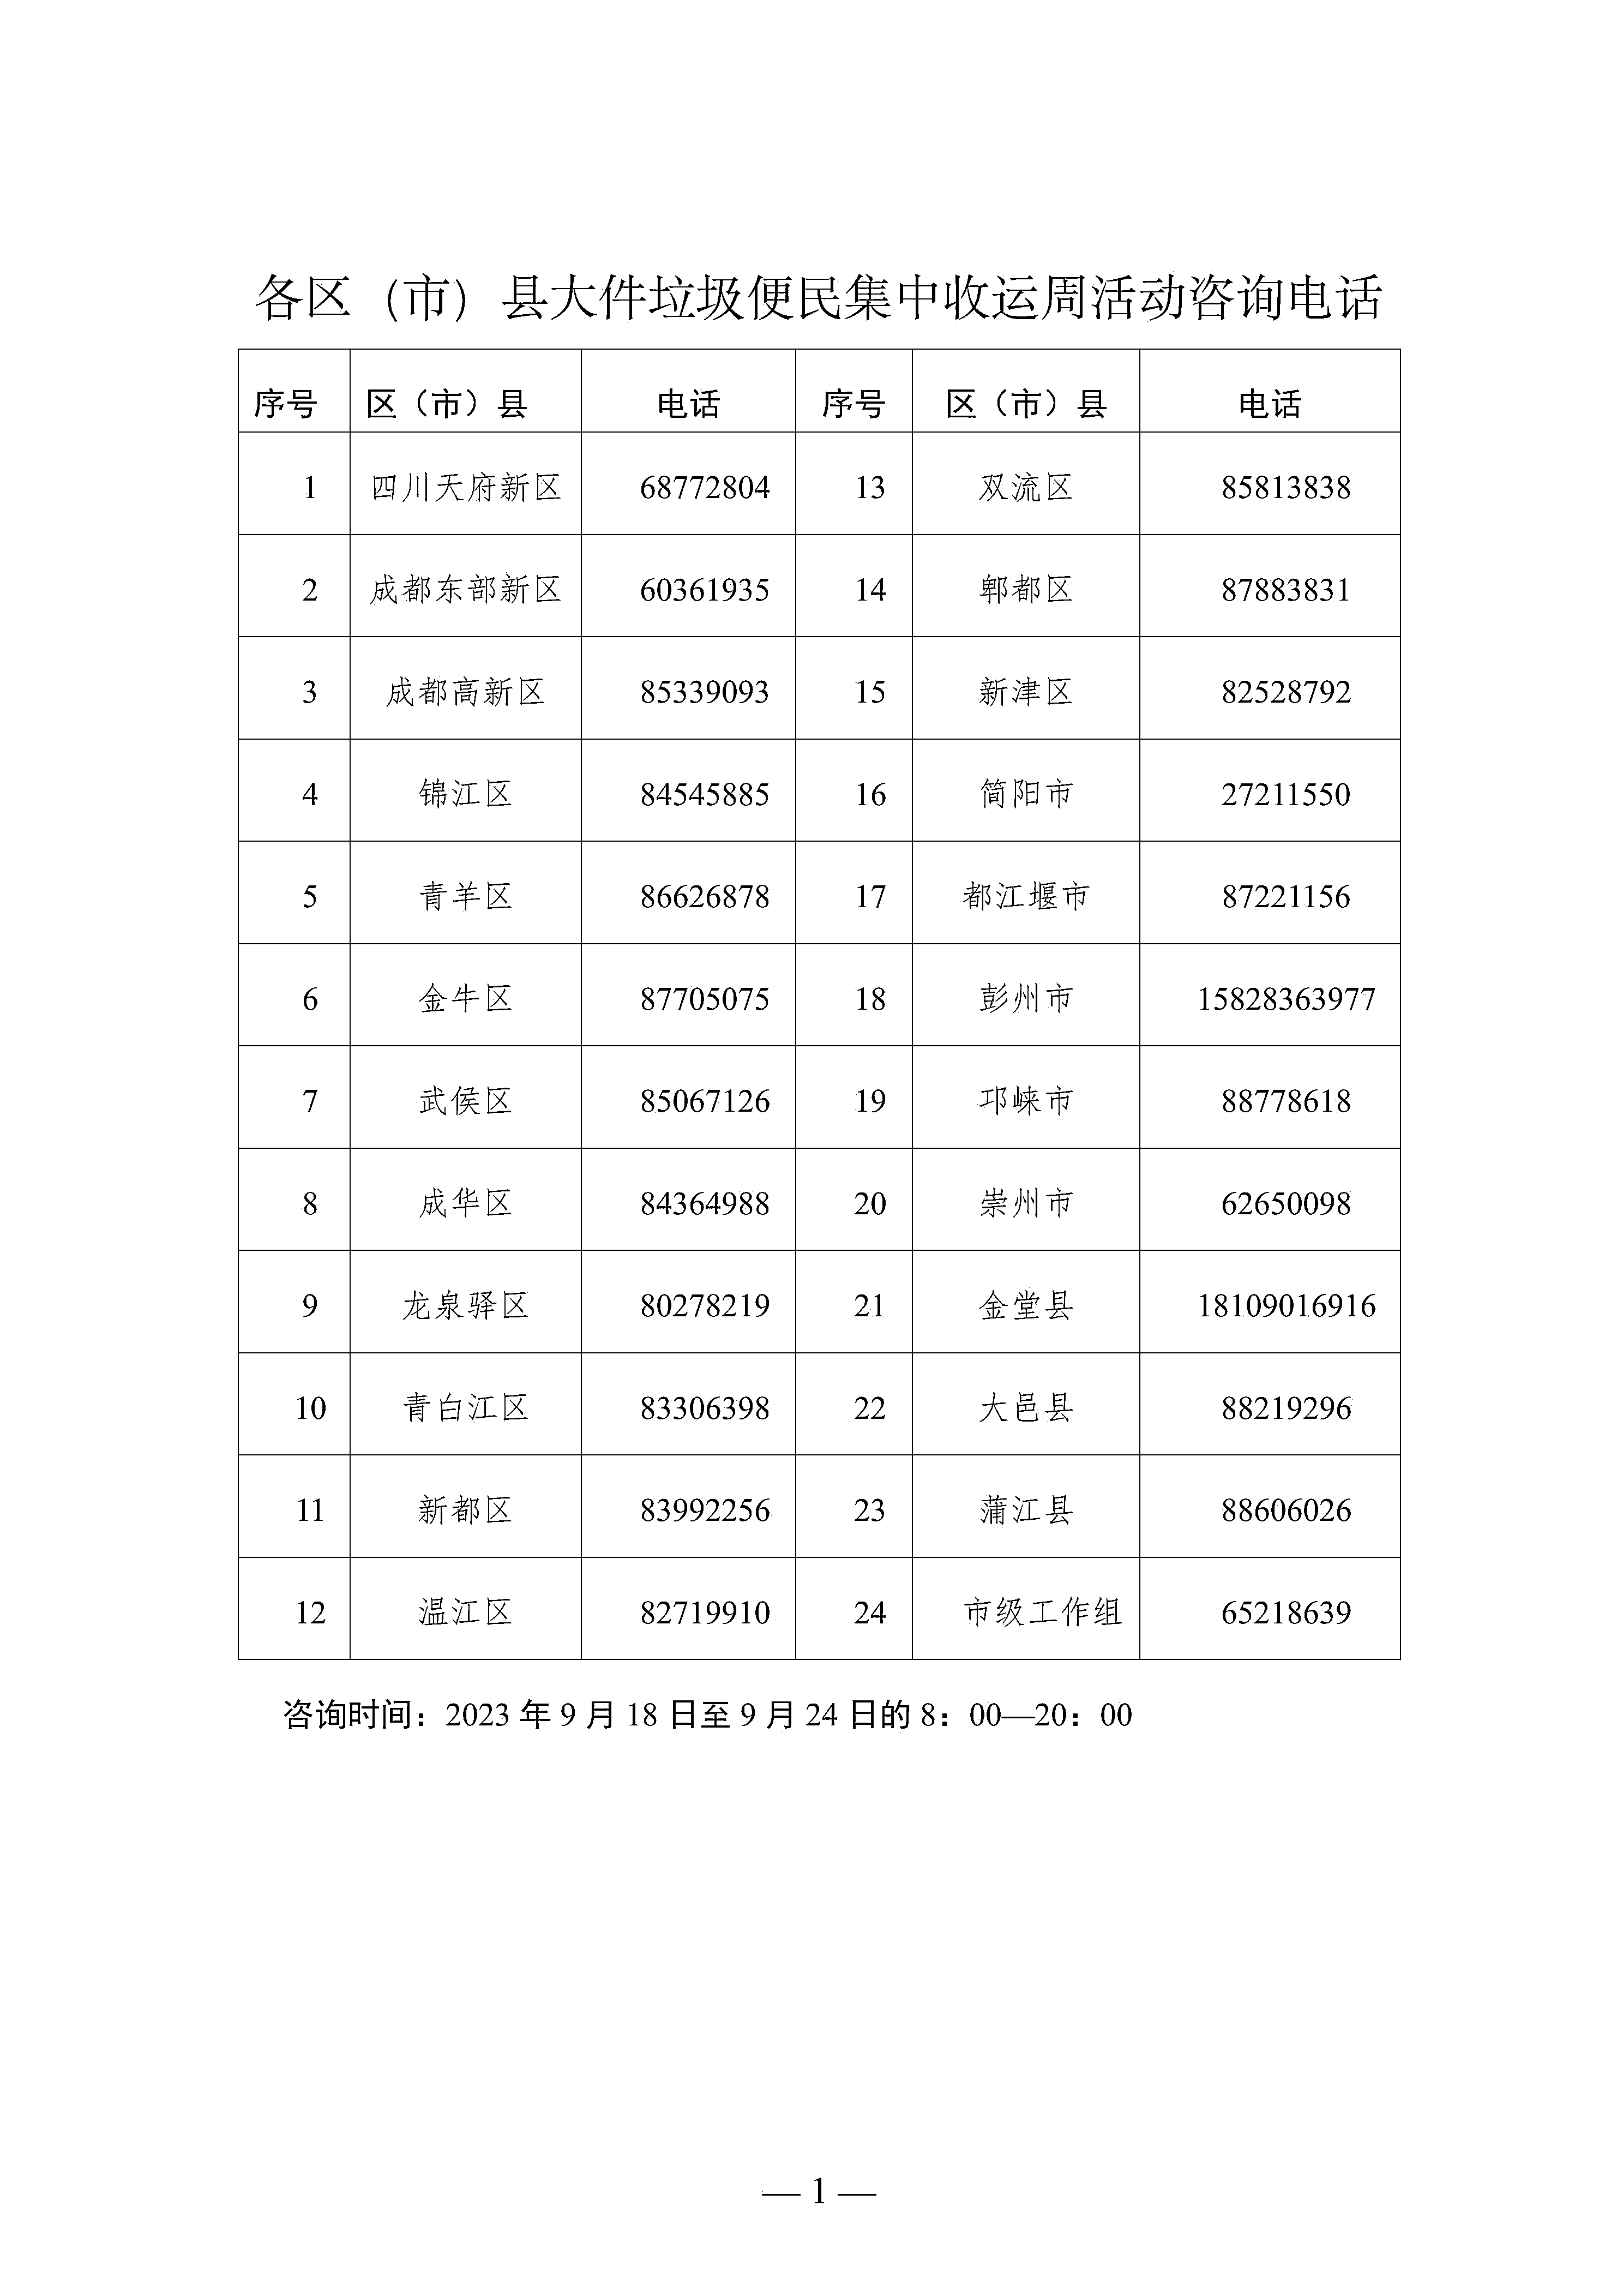 各区（市）县大件垃圾便民集中收运周活动咨询电话
序号 区（市）县 电话 序号 区（市）县 电话
1 四川天府新区 68772804 13 双流区 85813838
2 成都东部新区 60361935 14 郫都区 87883831
3 成都高新区 85339093 15 新津区 82528792
4 锦江区 84545885 16 简阳市 27211550
5 青羊区 86626878 17 都江堰市 87221156
6 金牛区 87705075 18 彭州市 15828363977
7 武侯区 85067126 19 邛崃市 88778618
8 成华区 84364988 20 崇州市 62650098
9 龙泉驿区 80278219 21 金堂县 18109016916
10 青白江区 83306398 22 大邑县 88219296
11 新都区 83992256 23 蒲江县 88606026
12 温江区 82719910 24 市级工作组 65218639
咨询时间：2023 年 9 月 18 日至 9 月 24 日的 8：00—20：00
— 1 —